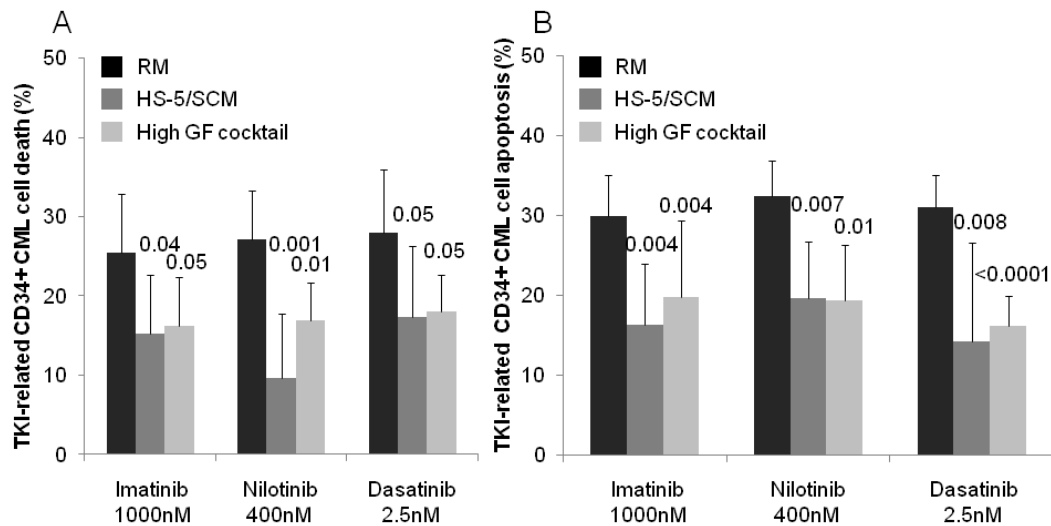 A
TKI-related CD34+ CML cell death (%)
50
40
30
20
10
0
RM
HS-5/SCM
High GF cocktail
0.04
0.05
0.001
0.01
0.05
0.05
Imatinib
1000nM
Nilotinib
400nM
Dasatinib
2.5nM
B
TKI-related CD34+ CML cell apoptosis (%)
50
40
30
20
10
0
RM
HS-5/SCM
High GF cocktail
0.004
0.004
0.007
0.01
0.008
<0.0001
Imatinib
1000nM
Nilotinib
400nM
Dasatinib
2.5nM